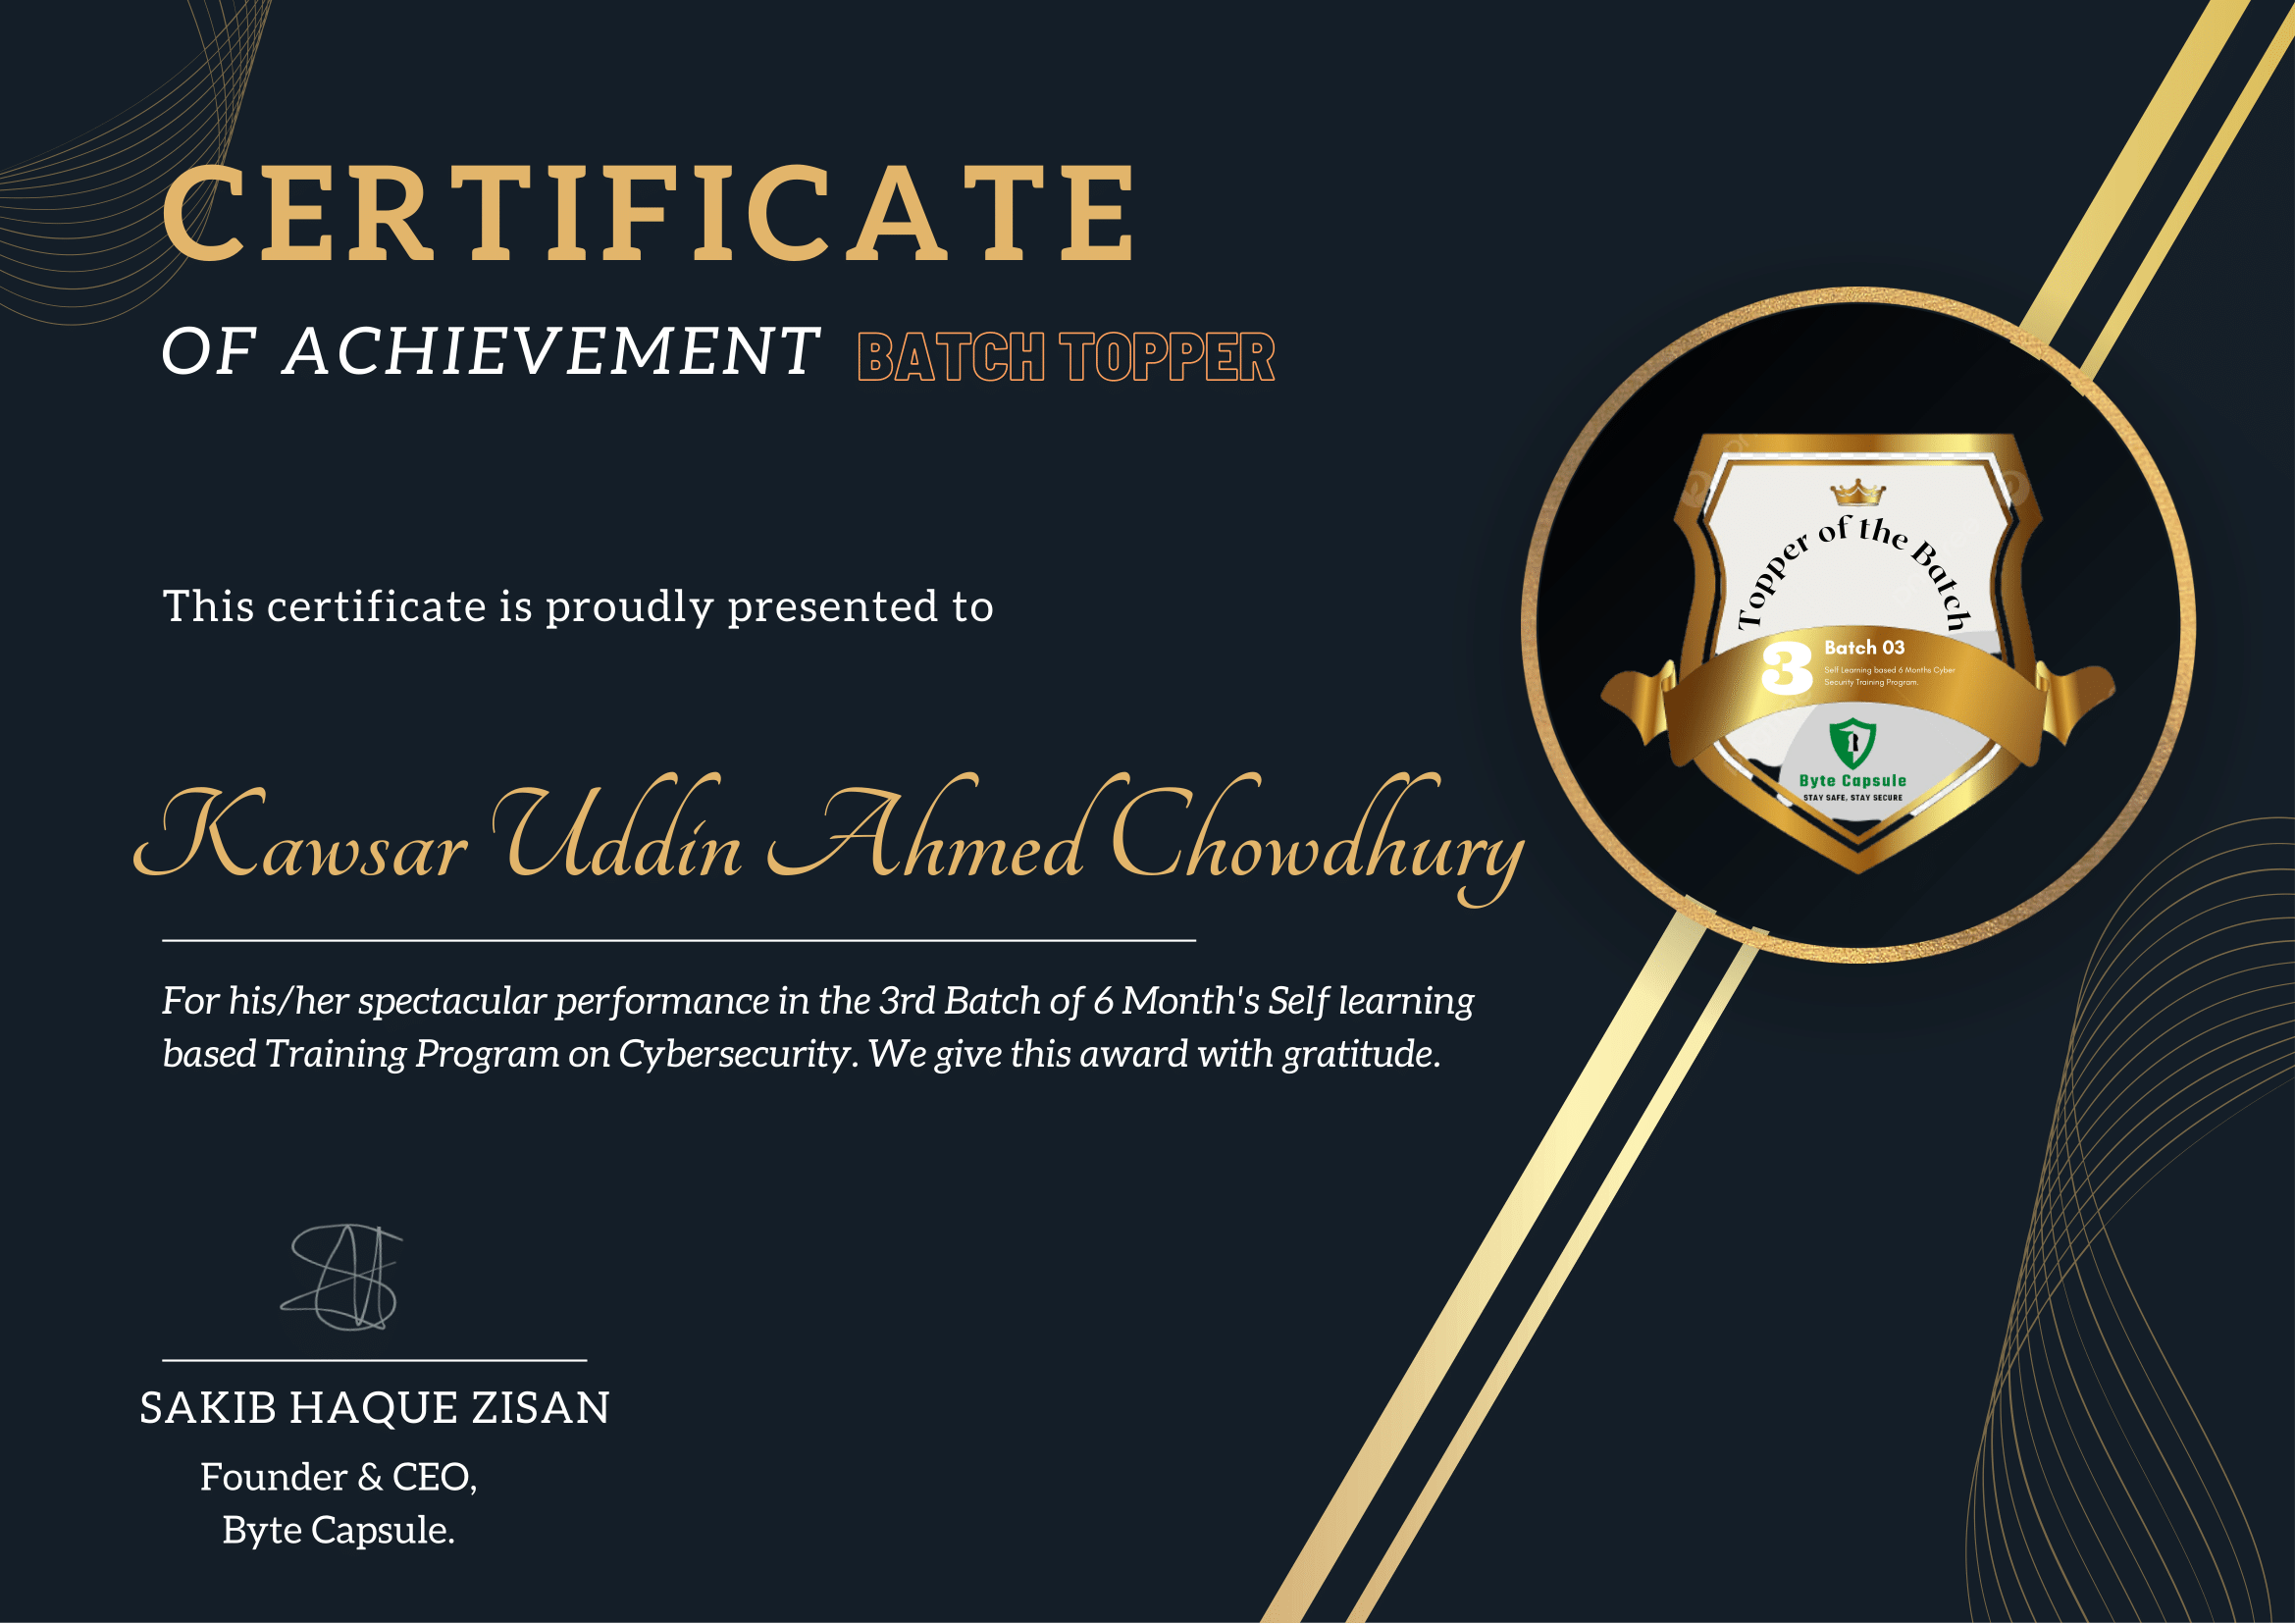 CERTIFICATE
OF ACHIEVEMENT BATCH TOPPER
This certificate is proudly presented to
Kawsar Uddin Ahmed Chowdhury
For his/her spectacular performance in the 3rd Batch of 6 Month's Self learning
based Training Program on Cybersecurity. We give this award with gratitude.
SAKIB HAQUE ZISAN
Founder & CEO,
Byte Capsule.
Topper of the Batch
3 Batch 03
Self Learning based 6 Months Cyber
Security Training Program.
Byte Capsule
STAY SAFE, STAY SECURE